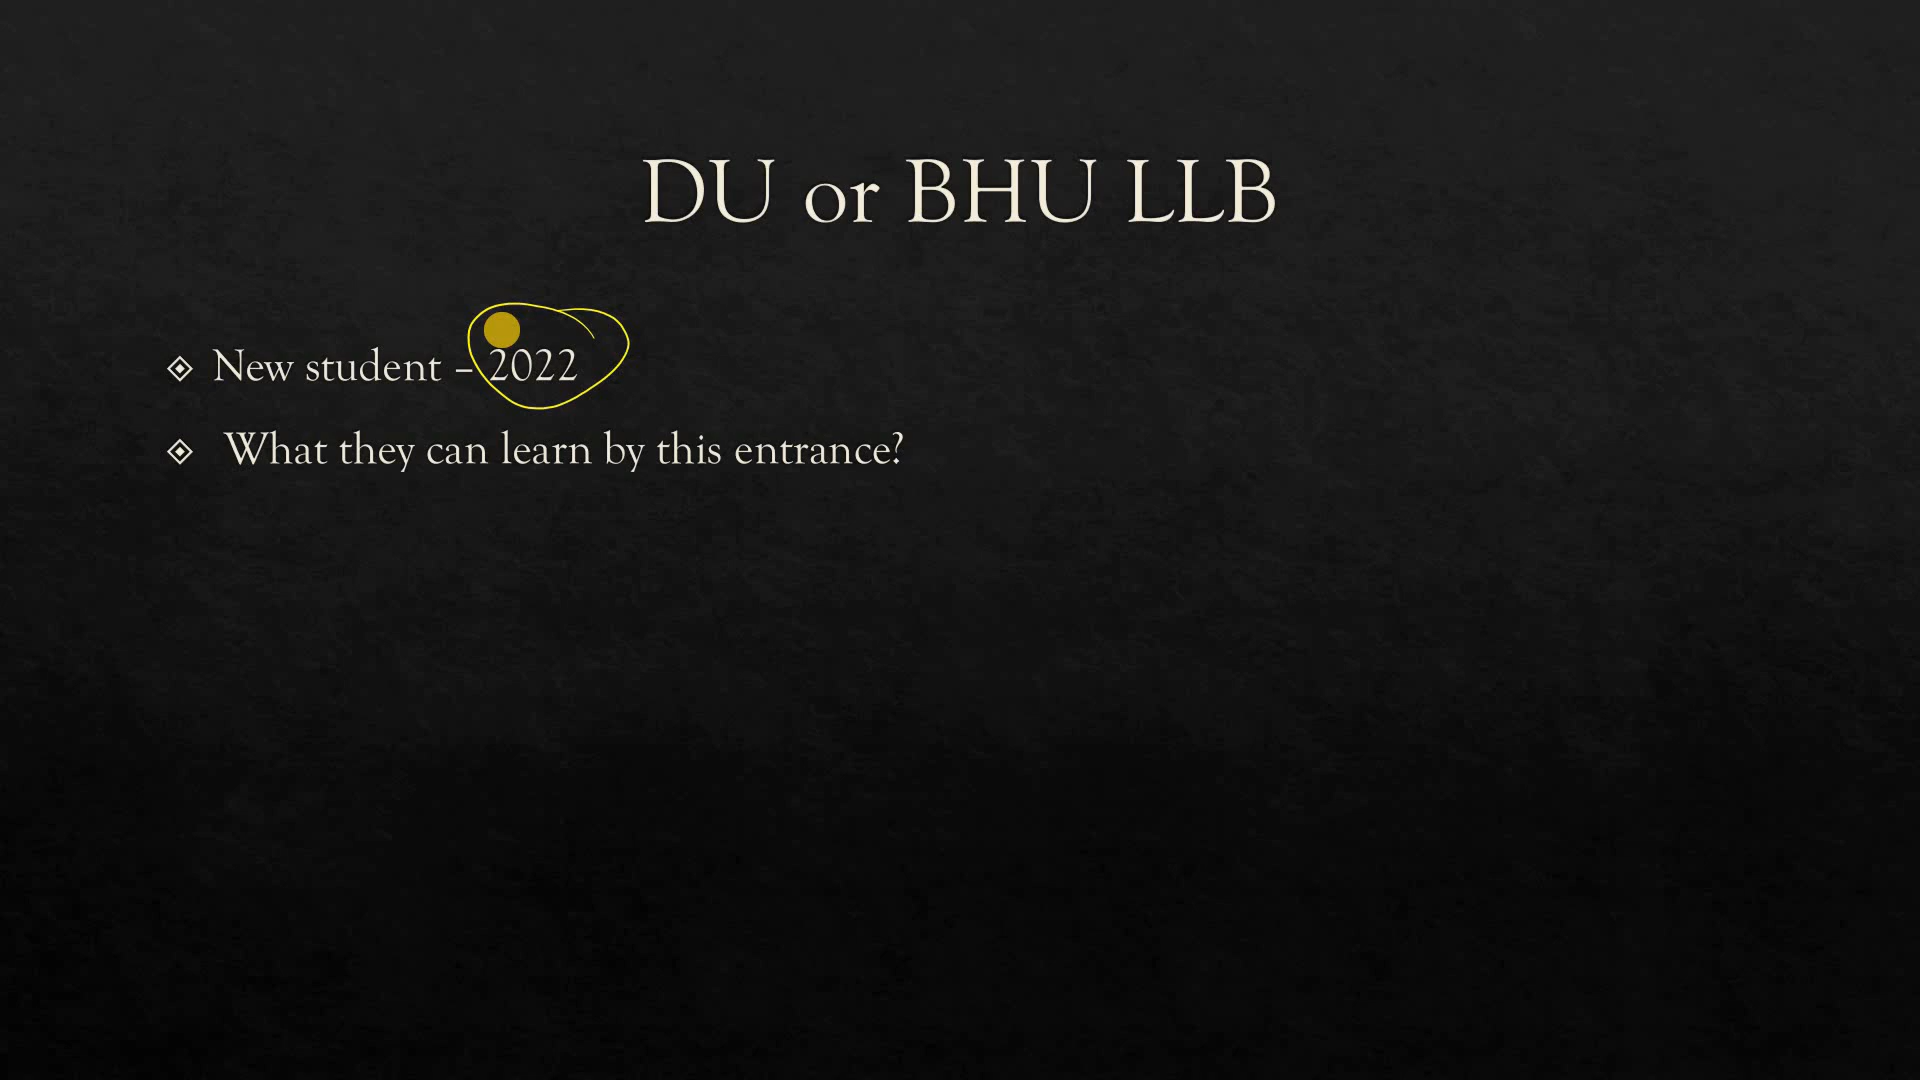 DU or BHU LLB
New student – 2022
What they can learn by this entrance?